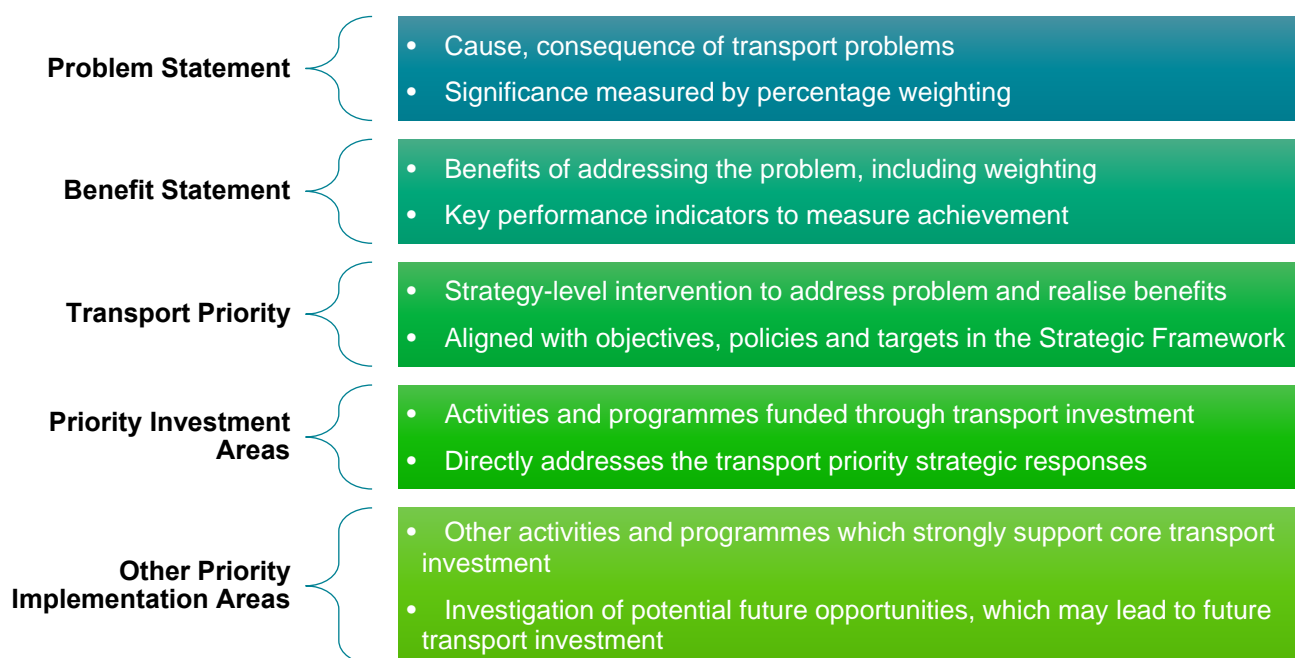 Problem Statement
• Cause, consequence of transport problems
• Significance measured by percentage weighting
Benefit Statement
• Benefits of addressing the problem, including weighting
• Key performance indicators to measure achievement
Transport Priority
• Strategy-level intervention to address problem and realise benefits
• Aligned with objectives, policies and targets in the Strategic Framework
Priority Investment
Areas
• Activities and programmes funded through transport investment
• Directly addresses the transport priority strategic responses
Other Priority
Implementation Areas
• Other activities and programmes which strongly support core transport
investment
• Investigation of potential future opportunities, which may lead to future
transport investment